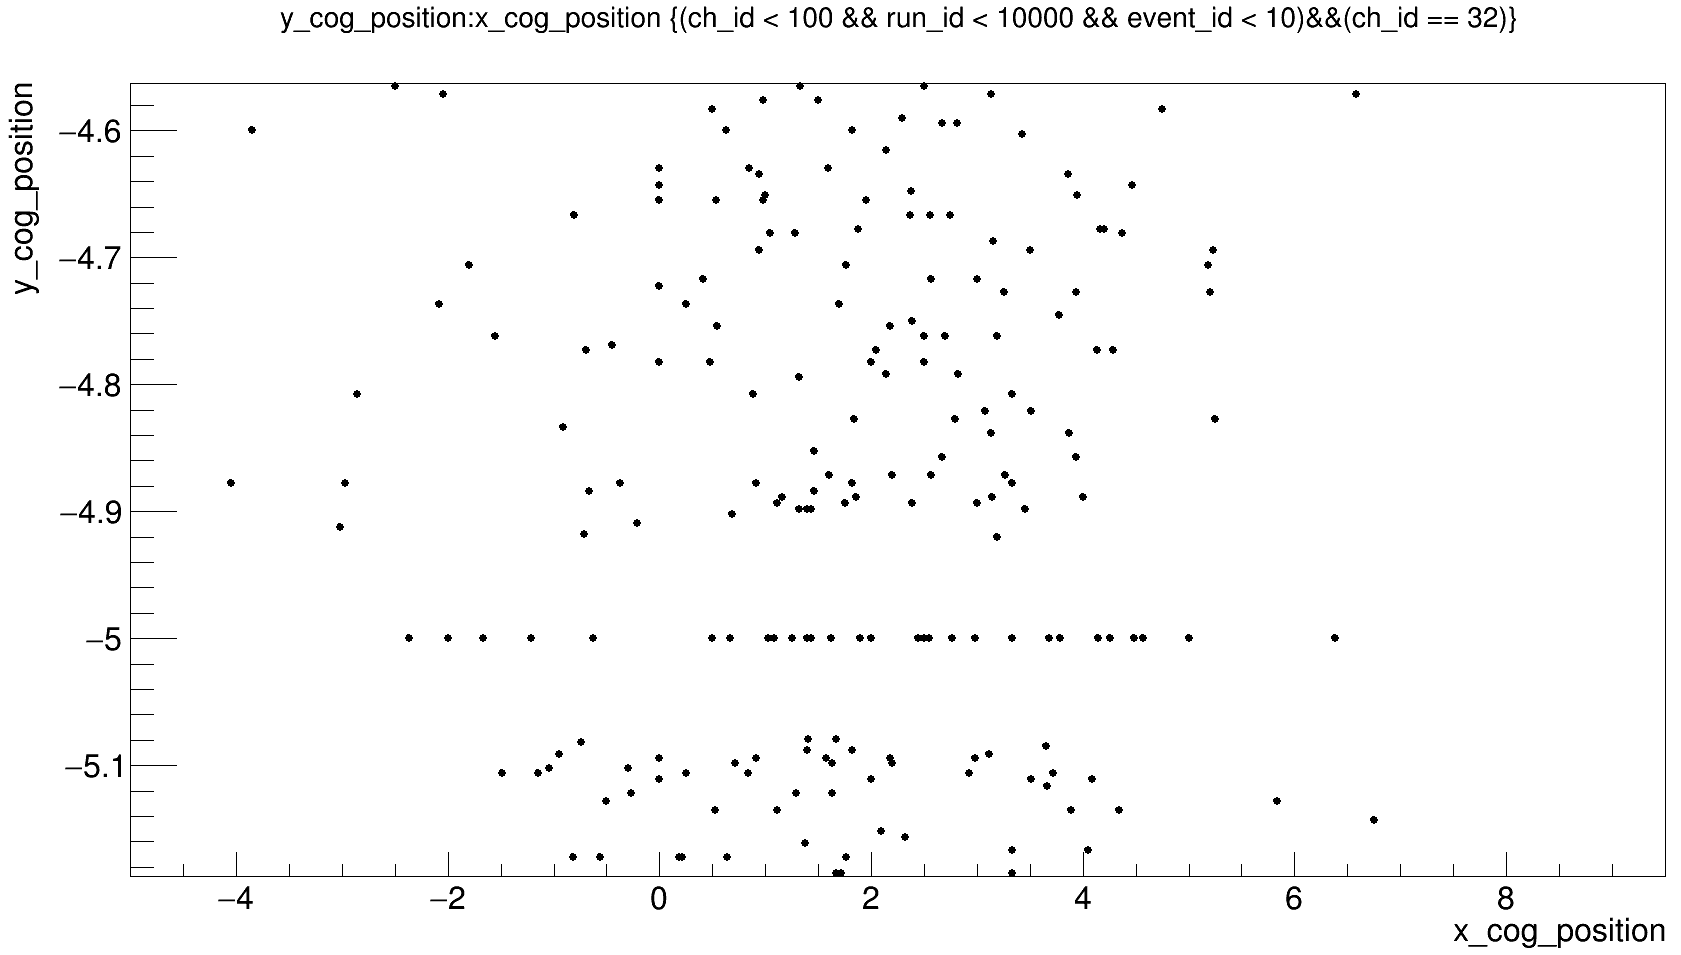 y_cog_position:x_cog_position {(ch_id < 100 && run_id < 10000 && event_id < 10)&&(ch_id == 32)}
y_cog_position
−4.6
−4.7
−4.8
−4.9
−5
−5.1
−4 −2 0 2 4 6 8
x_cog_position